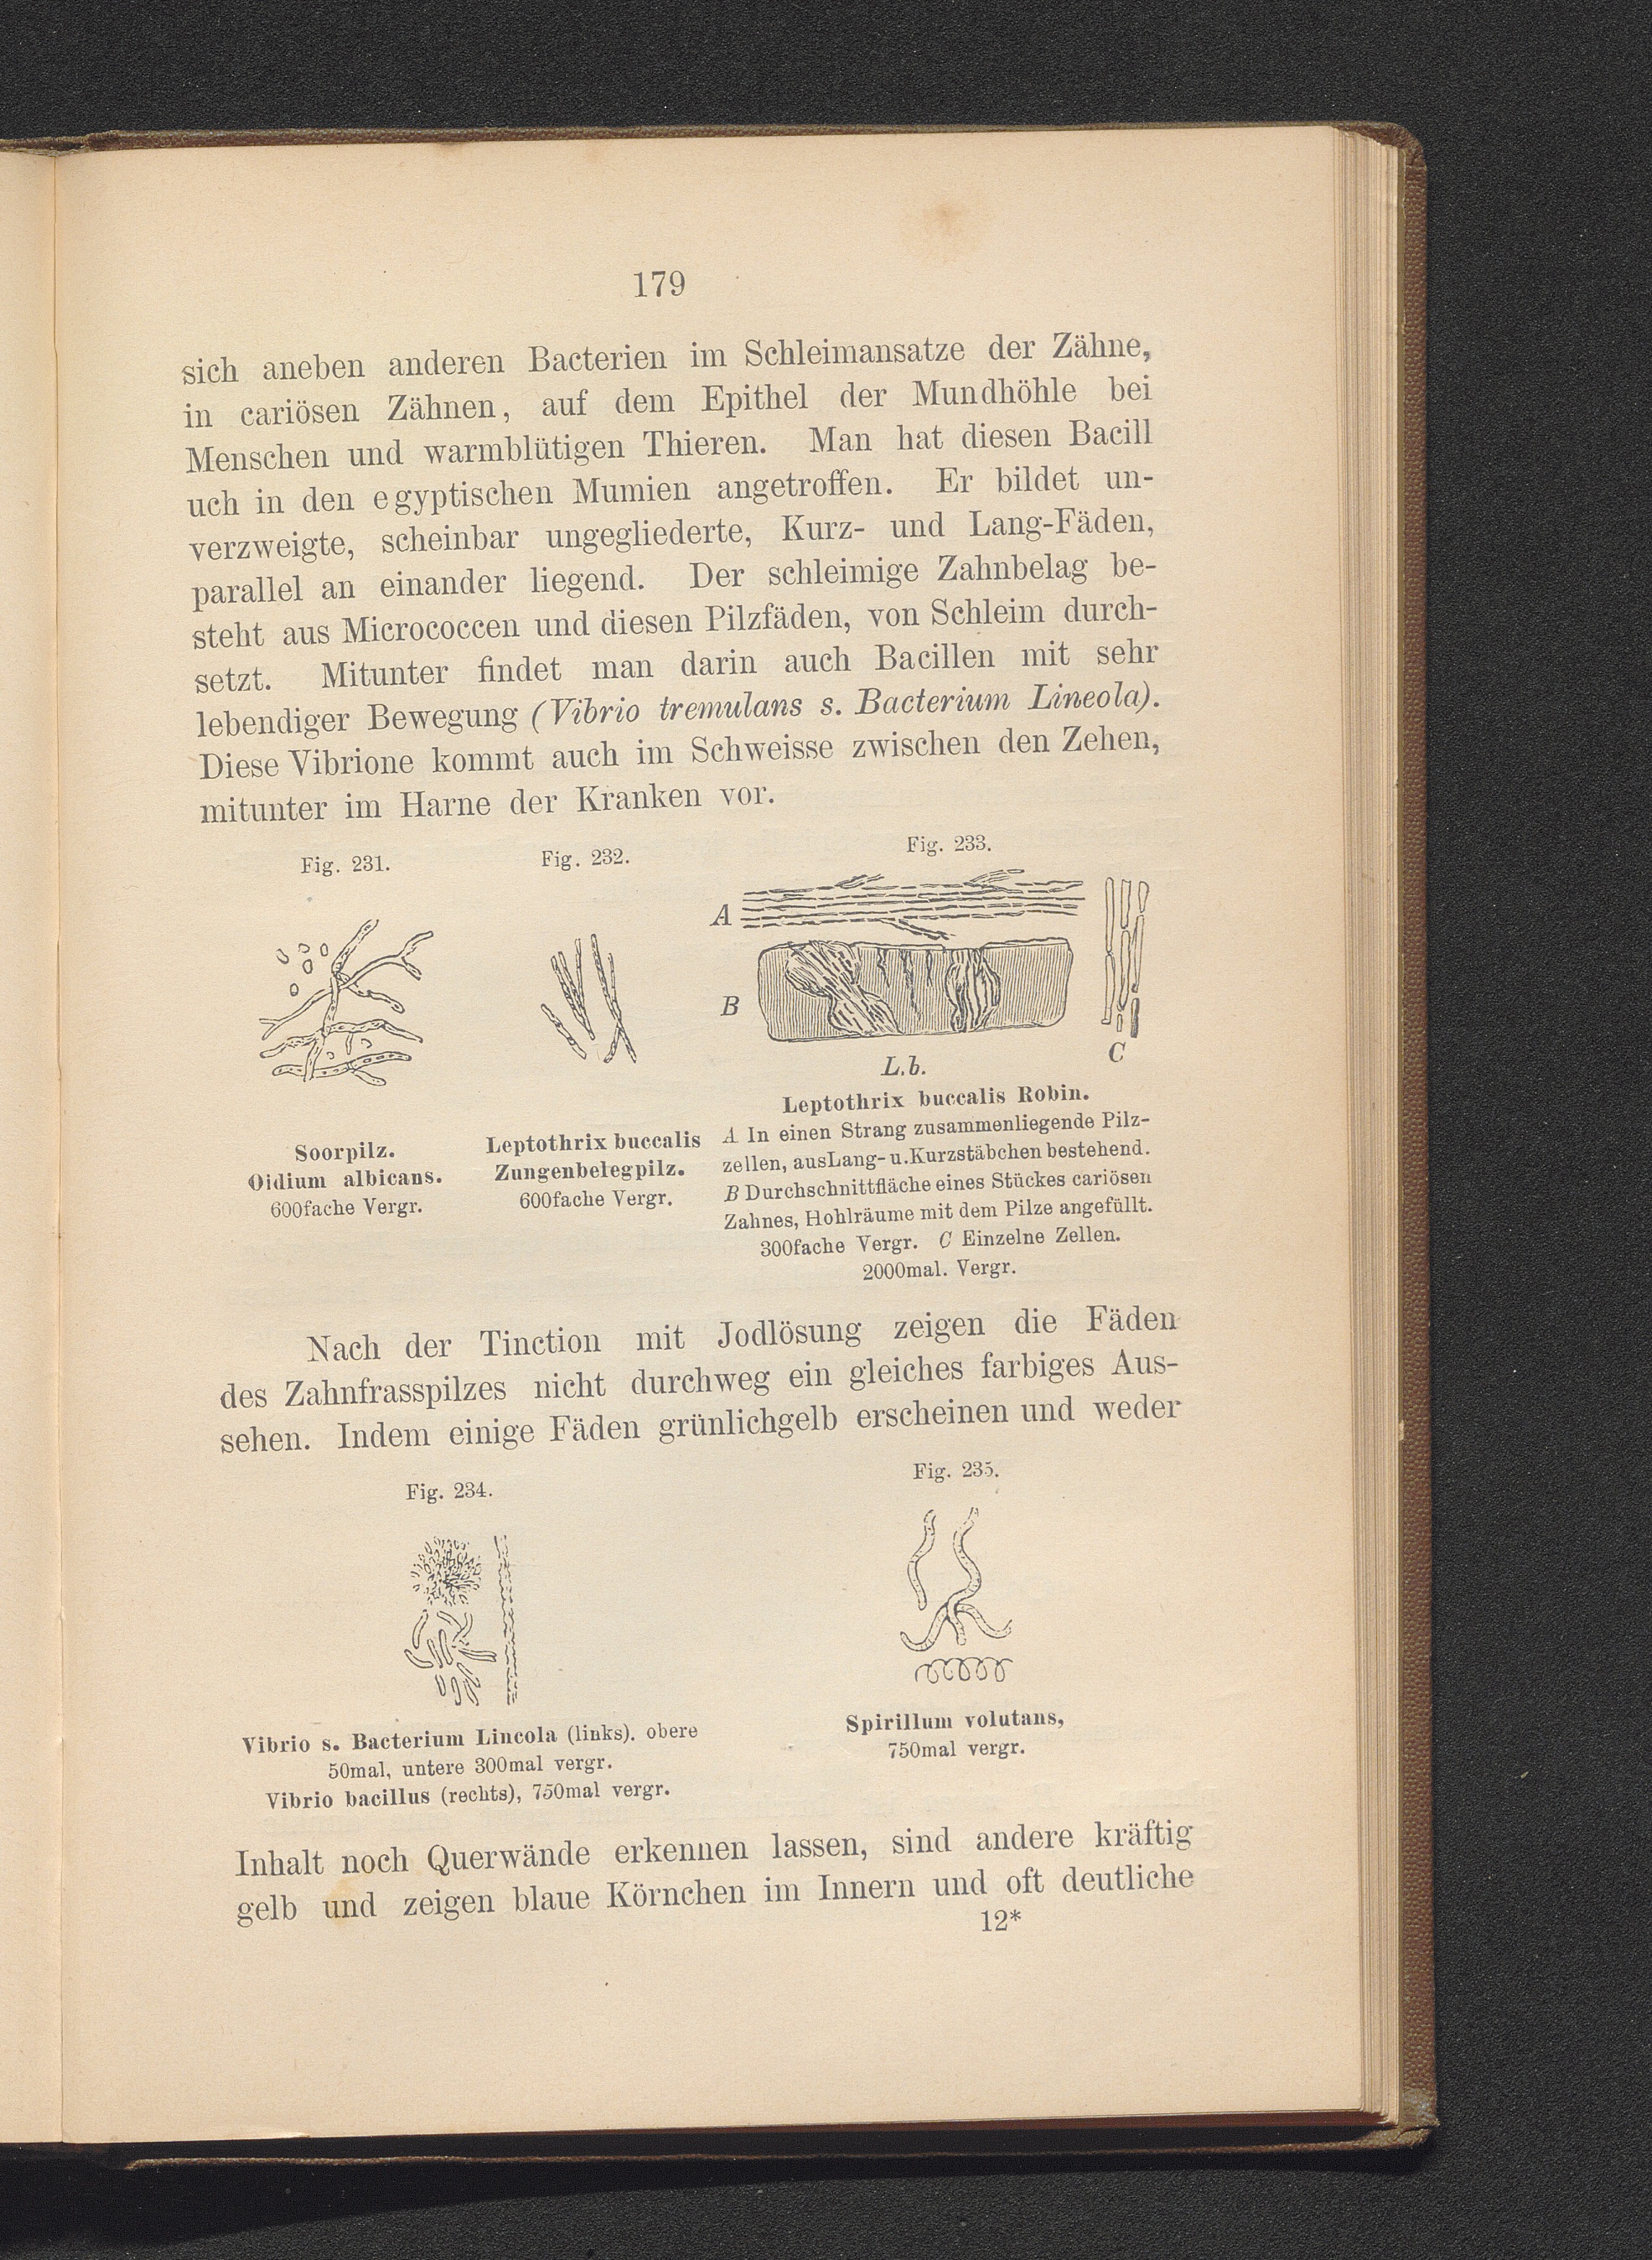 179
sich aneben anderen Bacterien im Schleimansatze der Zähne,
in cariösen Zähnen, auf dem Epithel der Mundhöhle bei
Menschen und warmblütigen Thieren. Man hat diesen Bacill
uch in den egyptischen Mumien angetroffen. Er bildet un-
verzweigte, scheinbar ungegliederte, Kurz- und Lang-Fäden,
parallel an einander liegend. Der schleimige Zahnbelag be-
steht aus Micrococcen und diesen Pilzfäden, von Schleim durch-
setzt. Mitunter findet man darin auch Bacillen mit sehr
lebendiger Bewegung (Vibrio tremulans s. Bacterium Lineola).
Diese Vibrione kommt auch im Schweisse zwischen den Zehen,
mitunter im Harne der Kranken vor.
Fig. 231.
Soorpilz.
Oidium albicans.
600fache Vergr.
Fig. 232.
Leptothrix buccalis
Zungenbelegpilz.
600fache Vergr.
Fig. 233.
A
B
C
L.b.
Leptothrix buccalis Robin.
A In einen Strang zusammenliegende Pilz-
zellen, ausLang- u.Kurzstäbchen bestehend.
B Durchschnittfläche eines Stückes cariösen
Zahnes, Hohlräume mit dem Pilze angefüllt.
300fache Vergr. C Einzelne Zellen.
2000mal. Vergr.
Nach der Tinction mit Jodlösung zeigen die Fäden
des Zahnfrasspilzes nicht durchweg ein gleiches farbiges Aus-
sehen. Indem einige Fäden grünlichgelb erscheinen und weder
Fig. 234.
Vibrio s. Bacterium Lincola (links). obere
50mal, untere 300mal vergr.
Vibrio bacillus (rechts), 750mal vergr.
Fig. 235.
Spirillum volutans,
750mal vergr.
Inhalt noch Querwände erkennen lassen, sind andere kräftig
gelb und zeigen blaue Körnchen im Innern und oft deutliche
12*